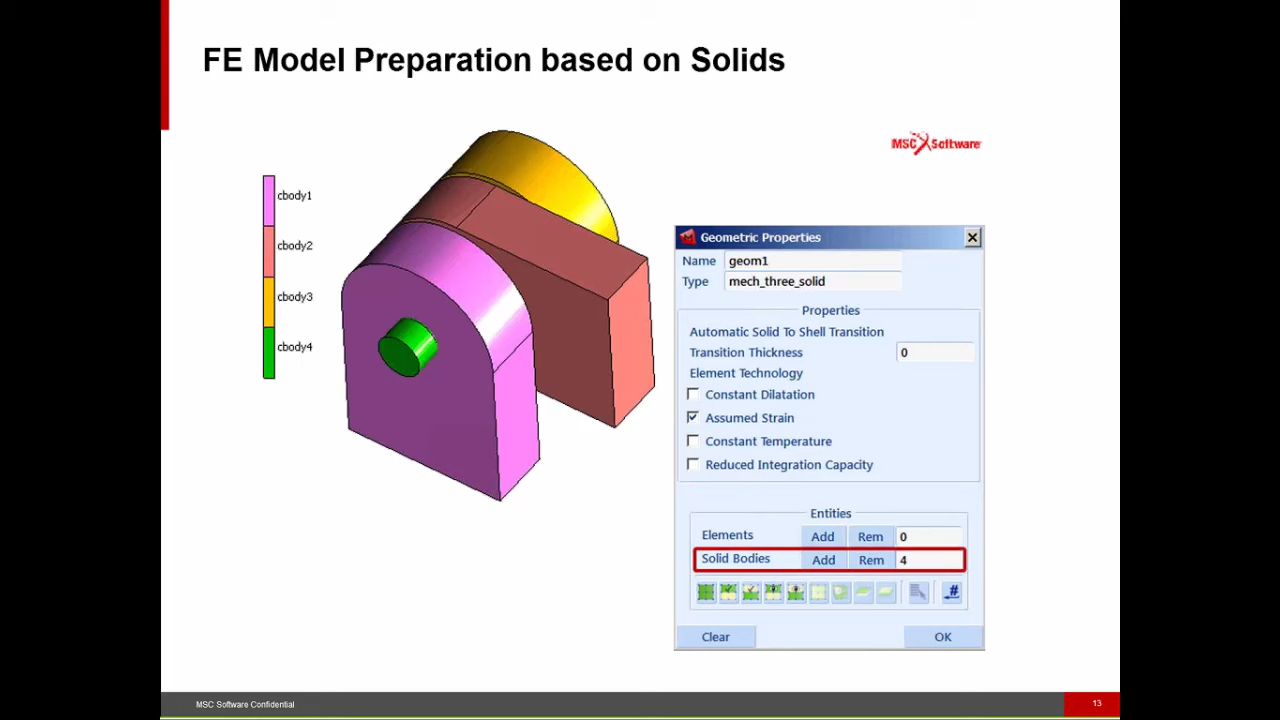 FE Model Preparation based on Solids
MSC Software
cbody1
cbody2
cbody3
cbody4
Geometric Properties
Name geom1
Type mech_three_solid
Properties
Automatic Solid To Shell Transition
Transition Thickness 0
Element Technology
Constant Dilatation
Assumed Strain
Constant Temperature
Reduced Integration Capacity
Entities
Elements Add Rem 0
Solid Bodies Add Rem 4
#
Clear OK
MSC Software Confidential
13